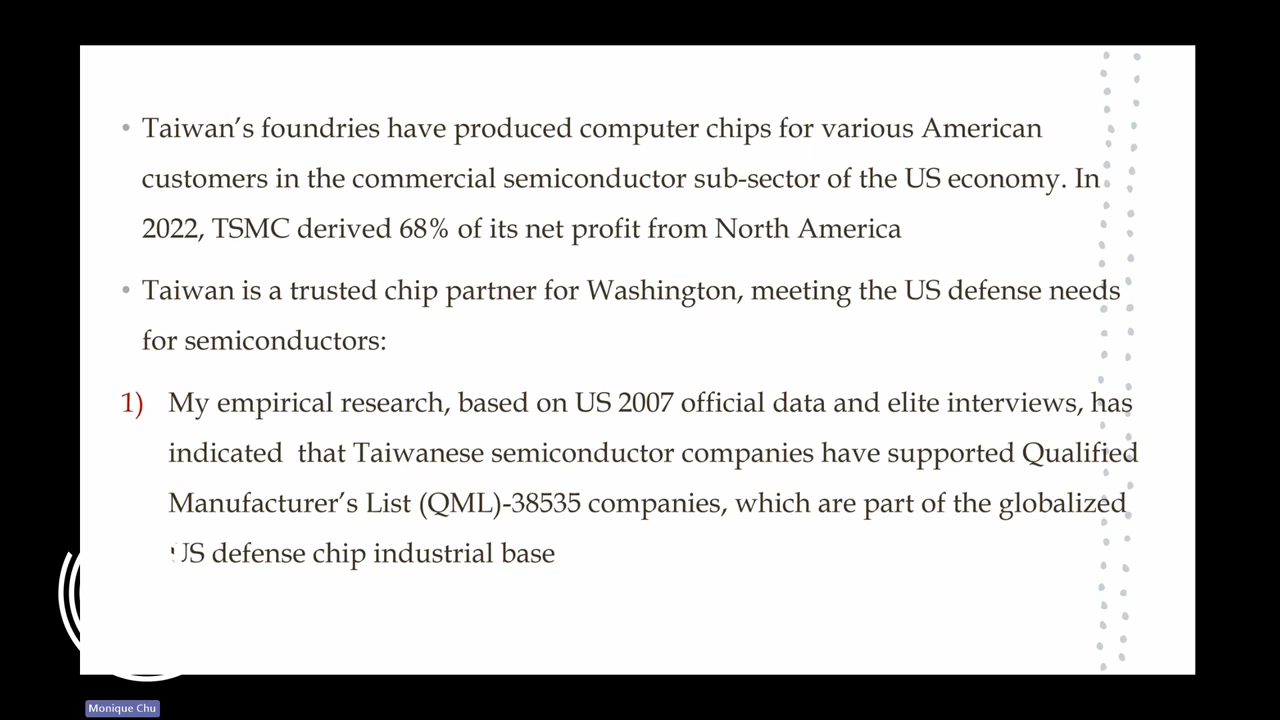 • Taiwan’s foundries have produced computer chips for various American
customers in the commercial semiconductor sub-sector of the US economy. In
2022, TSMC derived 68% of its net profit from North America
• Taiwan is a trusted chip partner for Washington, meeting the US defense needs
for semiconductors:
1) My empirical research, based on US 2007 official data and elite interviews, has
indicated that Taiwanese semiconductor companies have supported Qualified
Manufacturer’s List (QML)-38535 companies, which are part of the globalized
US defense chip industrial base
Monique Chu